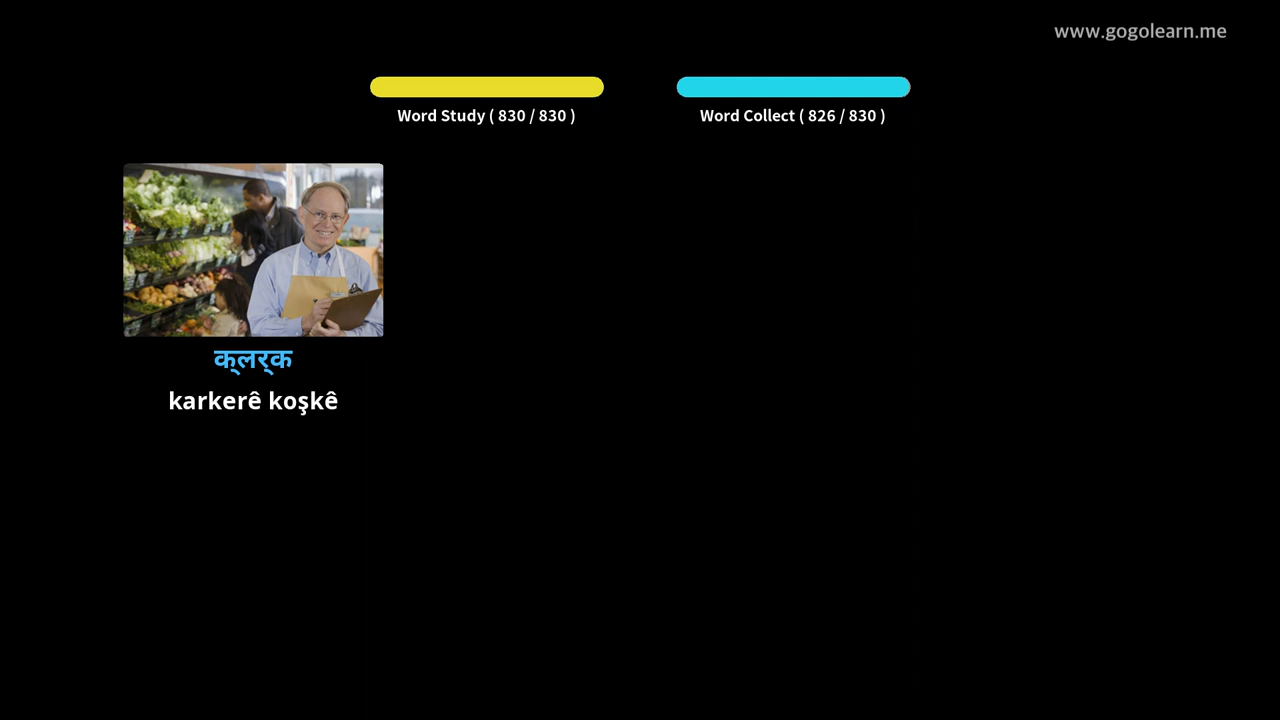 www.gogolearn.me
Word Study ( 830 / 830 )
Word Collect ( 826 / 830 )
क्लर्क
karkerê koşkê